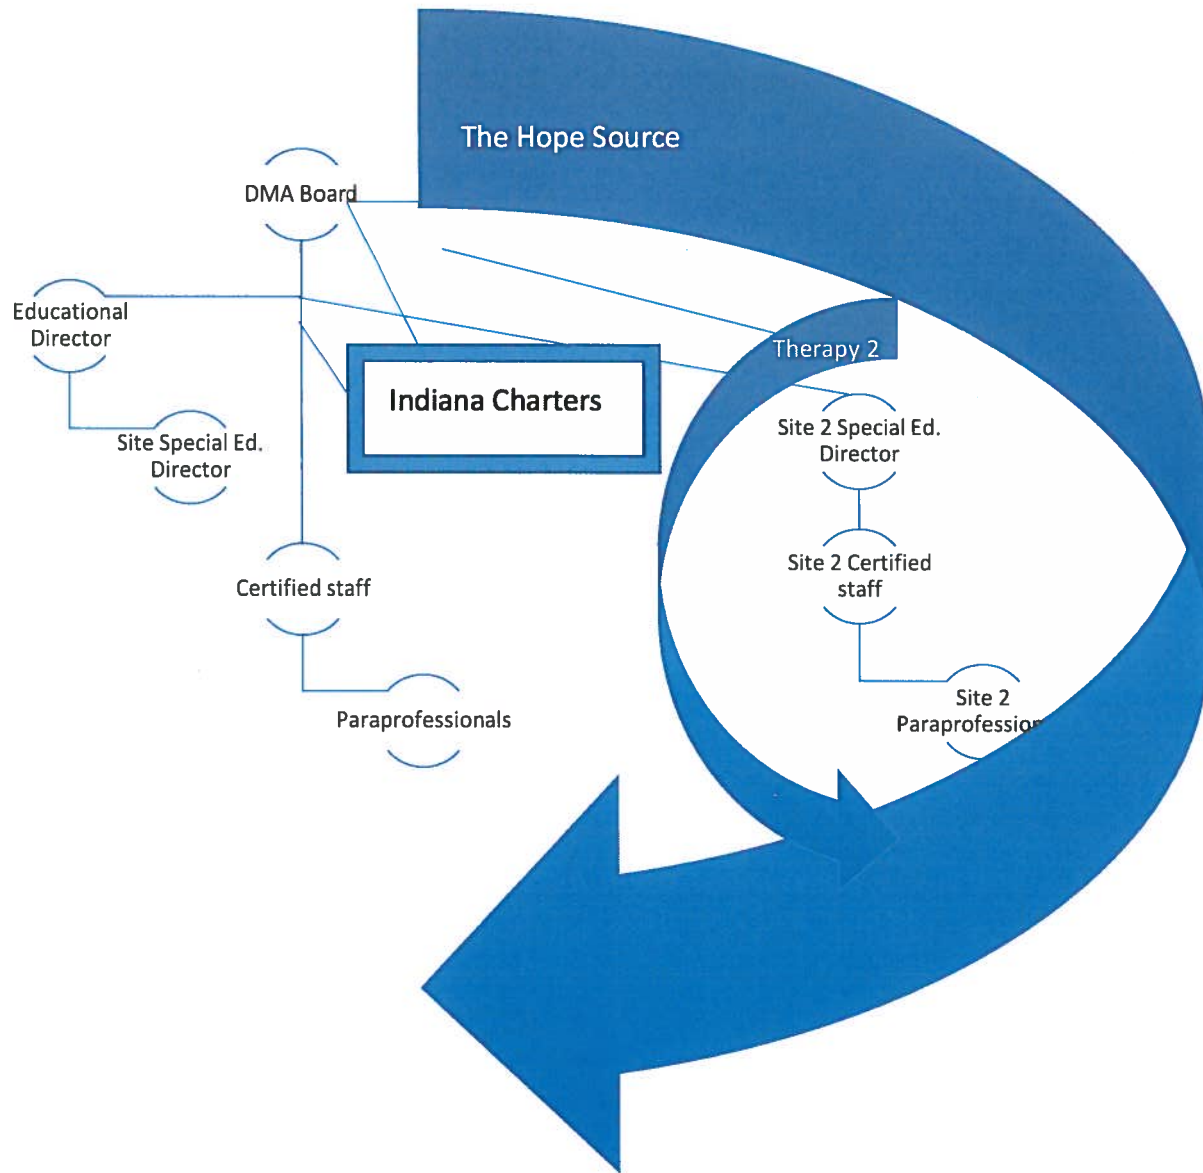 The Hope Source
DMA Board
Educational
Director
Therapy 2
Indiana Charters
Site Special Ed.
Director
Site 2 Special Ed.
Director
Site 2 Certified
staff
Certified staff
Site 2
Paraprofession
Paraprofessionals